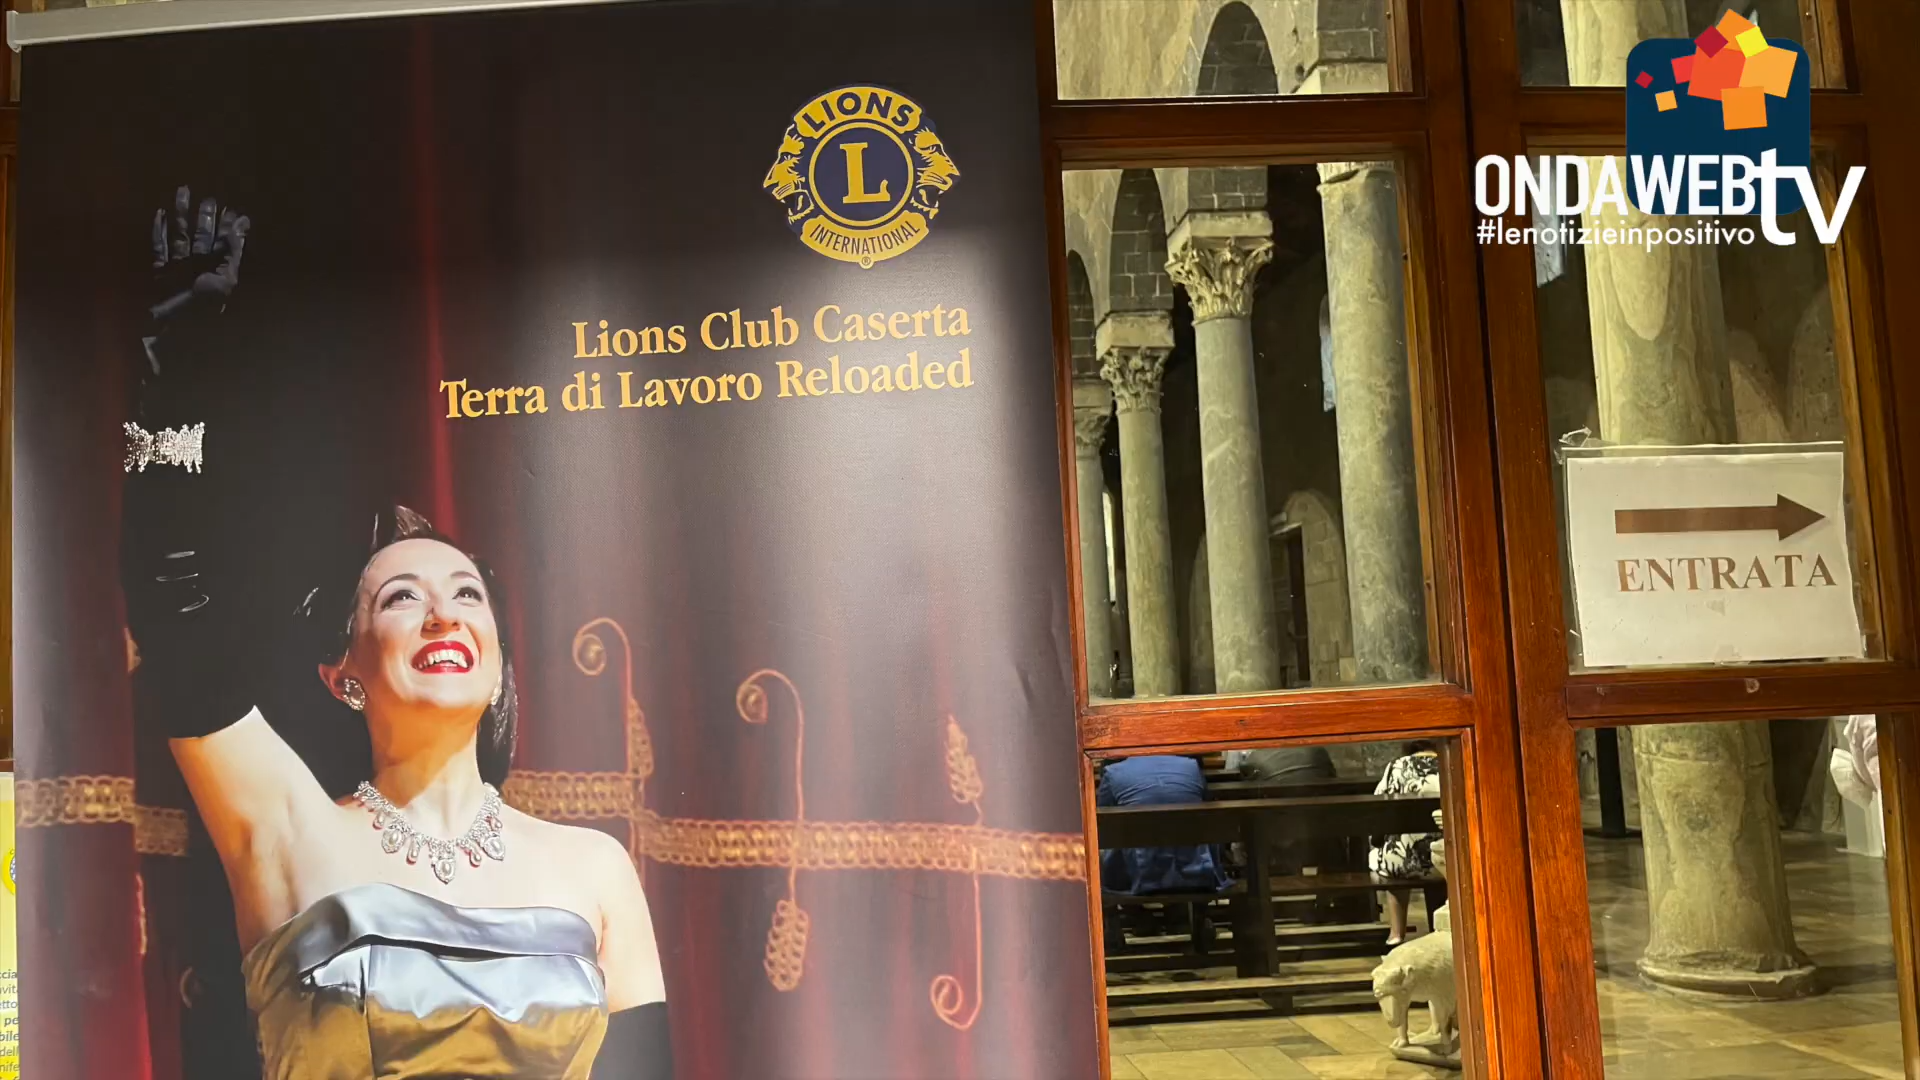 LIONS
L
INTERNATIONAL
®
Lions Club Caserta
Terra di Lavoro Reloaded
ONDAWEBtv
#lenotizieinpositivo
ENTRATA